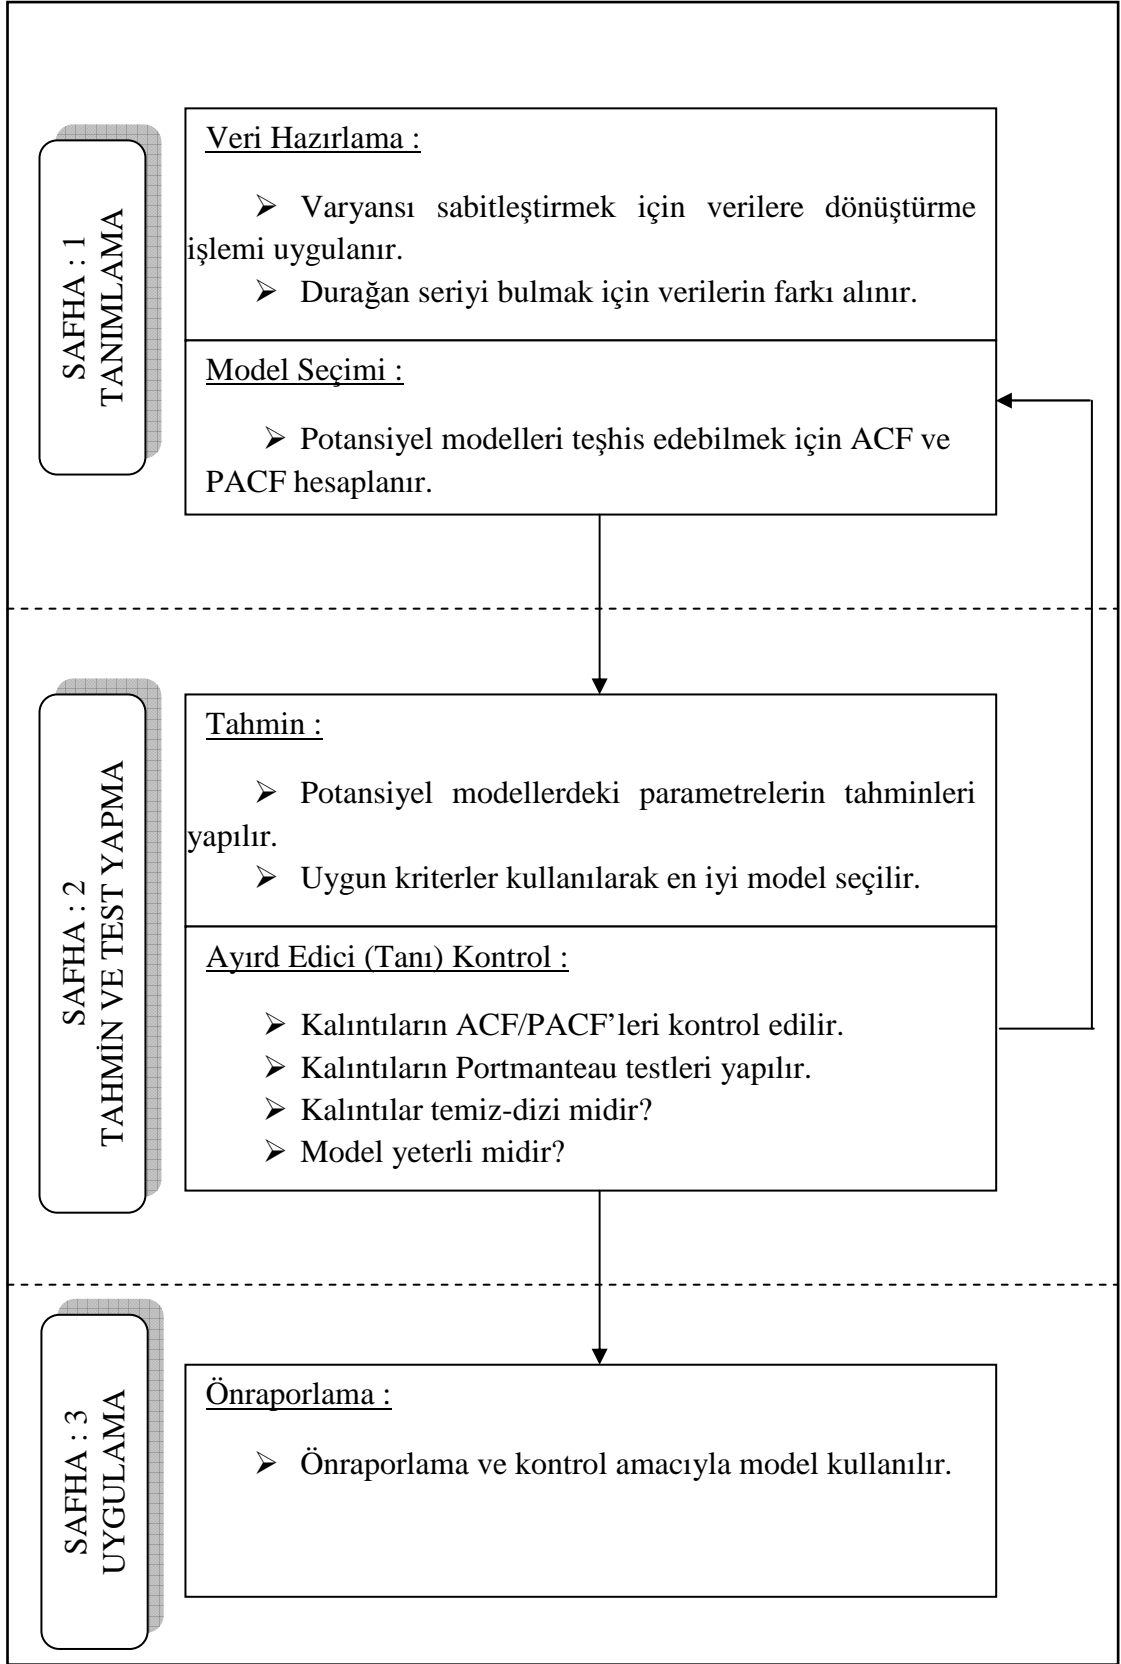 SAFHA : 1
TANIMLAMA
Veri Hazırlama :
➢ Varyansı sabitleştirmek için verilere dönüştürme
işlemi uygulanır.
➢ Durağan seriyi bulmak için verilerin farkı alınır.
Model Seçimi :
➢ Potansiyel modelleri teşhis edebilmek için ACF ve
PACF hesaplanır.
SAFHA : 2
TAHMİN VE TEST YAPMA
Tahmin :
➢ Potansiyel modellerdeki parametrelerin tahminleri
yapılır.
➢ Uygun kriterler kullanılarak en iyi model seçilir.
Ayırd Edici (Tanı) Kontrol :
➢ Kalıntıların ACF/PACF’leri kontrol edilir.
➢ Kalıntıların Portmanteau testleri yapılır.
➢ Kalıntılar temiz-dizi midir?
➢ Model yeterli midir?
SAFHA : 3
UYGULAMA
Önraporlama :
➢ Önraporlama ve kontrol amacıyla model kullanılır.